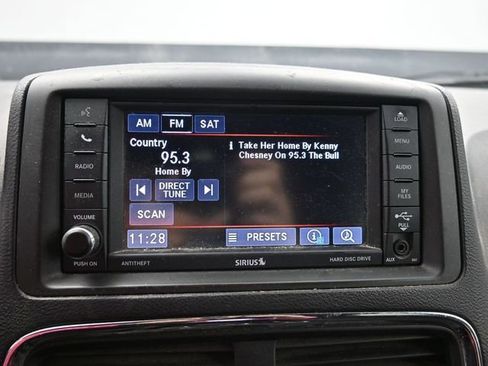 AM FM SAT
Country
95.3
Home By
i Take Her Home By Kenny
Chesney On 95.3 The Bull
DIRECT
TUNE
SCAN
11:28
PRESETS
i
RADIO
MEDIA
VOLUME
PUSH ON
ANTITHEFT
SIRIUS
HARD DISC DRIVE
LOAD
MENU
AUDIO
MY
FILES
PULL
AUX